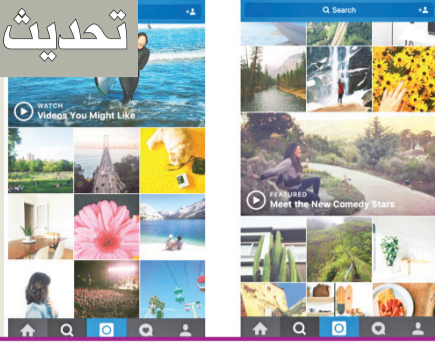 تحديث
WATCH
Videos You Might Like
Search
FEATURED
Meet the New Comedy Stars